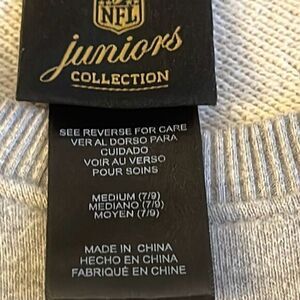 NFL
juniors
COLLECTION
SEE REVERSE FOR CARE
VER AL DORSO PARA
CUIDADO
VOIR AU VERSO
POUR SOINS
MEDIUM (7/9)
MEDIANO (7/9)
MOYEN (7/9)
MADE IN CHINA
HECHO EN CHINA
FABRIQUÉ EN CHINE